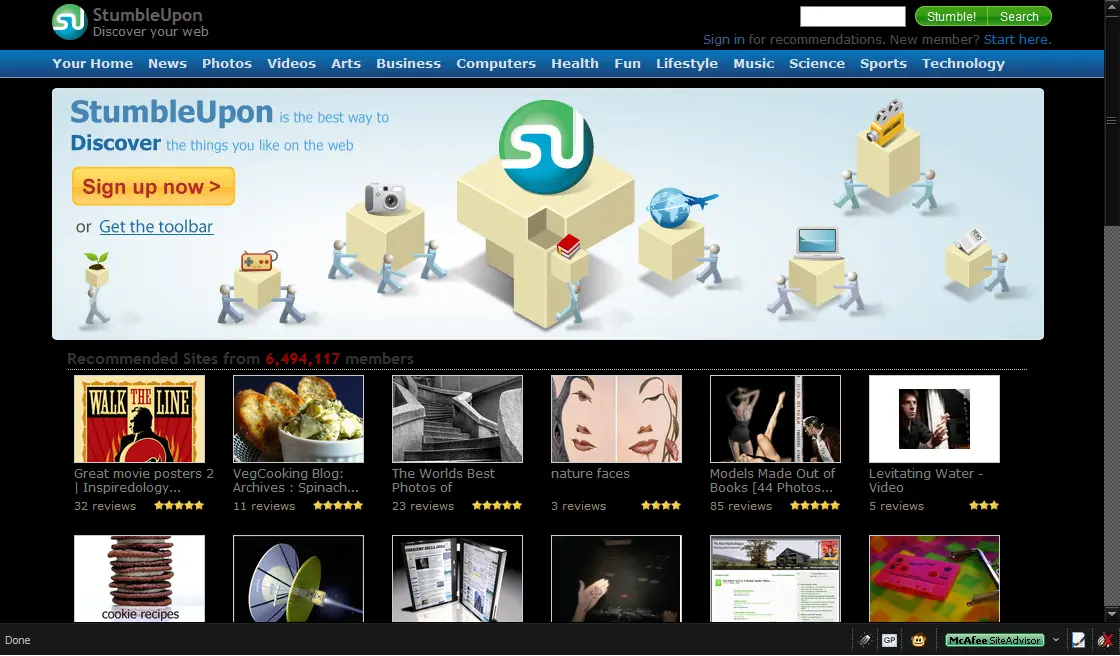 StumbleUpon
Discover your web
Stumble! Search
Sign in for recommendations. New member? Start here.
Your Home News Photos Videos Arts Business Computers Health Fun Lifestyle Music Science Sports Technology
StumbleUpon is the best way to
Discover the things you like on the web
Sign up now >
or Get the toolbar
SU
NEWS
Recommended Sites from 6,494,117 members
WALK THE LINE
Great movie posters 2 | Inspiredology...
32 reviews
VegCooking Blog: Archives : Spinach...
11 reviews
The Worlds Best Photos of
23 reviews
nature faces
3 reviews
Models Made Out of Books [44 Photos...
85 reviews
Levitating Water - Video
5 reviews
cookie recipes
CORRIERE DELLA SERA
Done
GP
McAfee SiteAdvisor